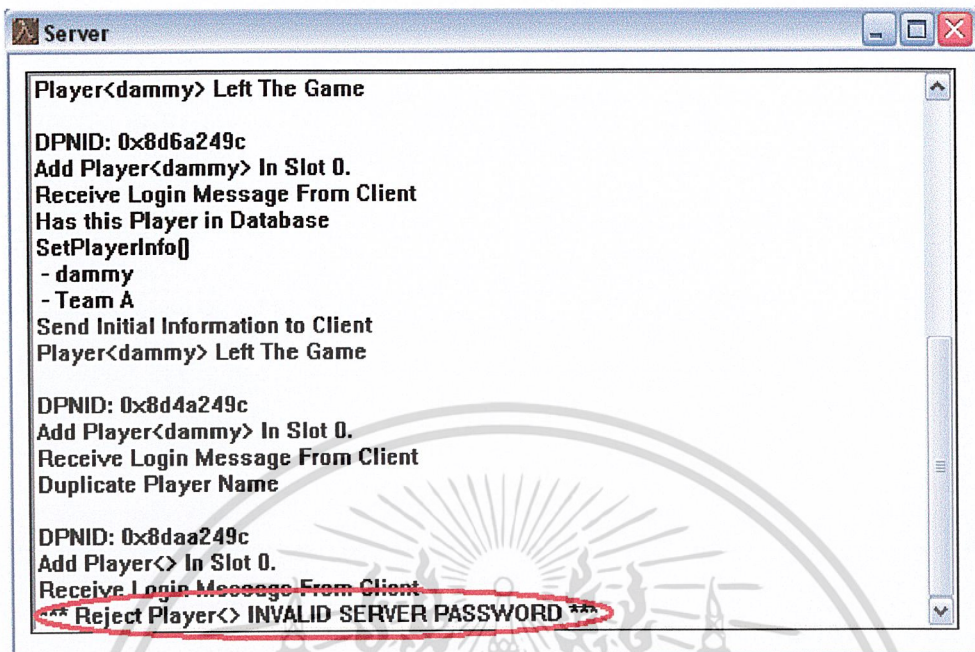 Server
Player<dammy> Left The Game
DPNID: 0x8d6a249c
Add Player<dammy> In Slot 0.
Receive Login Message From Client
Has this Player in Database
SetPlayerInfo()
- dammy
- Team A
Send Initial Information to Client
Player<dammy> Left The Game
DPNID: 0x8d4a249c
Add Player<dammy> In Slot 0.
Receive Login Message From Client
Duplicate Player Name
DPNID: 0x8daa249c
Add Player<> In Slot 0.
Receive Login Message From Client
*** Reject Player<> INVALID SERVER PASSWORD ***